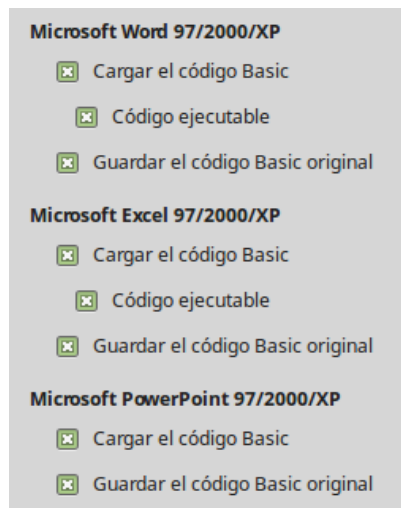 Microsoft Word 97/2000/XP
Cargar el código Basic
Código ejecutable
Guardar el código Basic original
Microsoft Excel 97/2000/XP
Cargar el código Basic
Código ejecutable
Guardar el código Basic original
Microsoft PowerPoint 97/2000/XP
Cargar el código Basic
Guardar el código Basic original